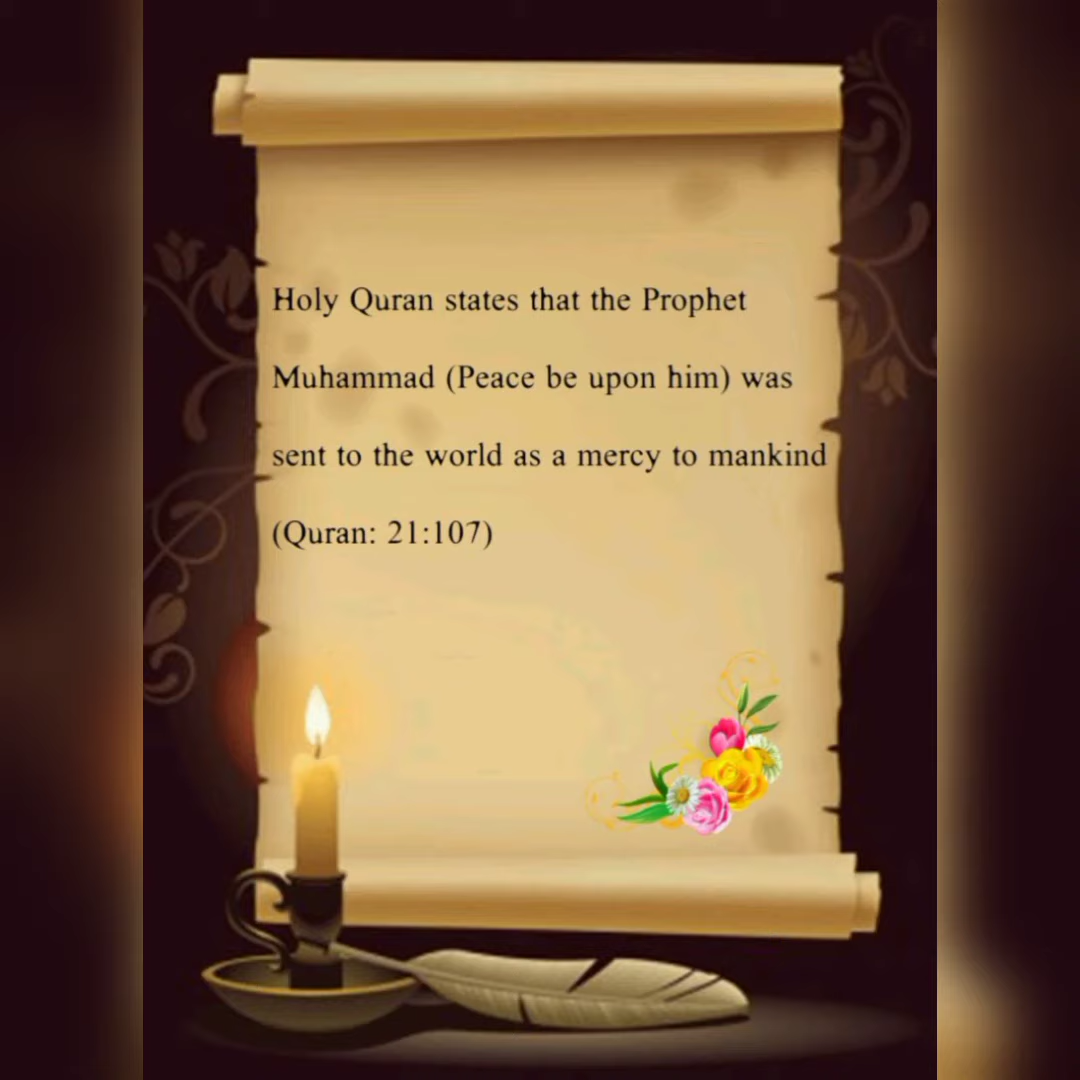 Holy Quran states that the Prophet
Muhammad (Peace be upon him) was
sent to the world as a mercy to mankind
(Quran: 21:107)